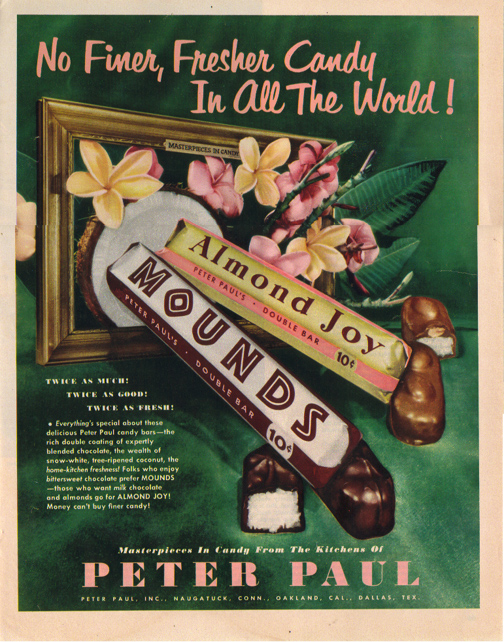 No Finer, Fresher Candy
In All The World!
MASTERPIECES IN CANDY
Almond Joy
PETER PAUL'S · DOUBLE BAR
10¢
MOUNDS
PETER PAUL'S · DOUBLE BAR
10¢
TWICE AS MUCH!
TWICE AS GOOD!
TWICE AS FRESH!
• Everything's special about these
delicious Peter Paul candy bars—the
rich double coating of expertly
blended chocolate, the wealth of
snow-white, tree-ripened coconut, the
home-kitchen freshness! Folks who enjoy
bittersweet chocolate prefer MOUNDS
—those who want milk chocolate
and almonds go for ALMOND JOY!
Money can't buy finer candy!
Masterpieces In Candy From The Kitchens Of
PETER PAUL
PETER PAUL, INC., NAUGATUCK, CONN., OAKLAND, CAL., DALLAS, TEX.